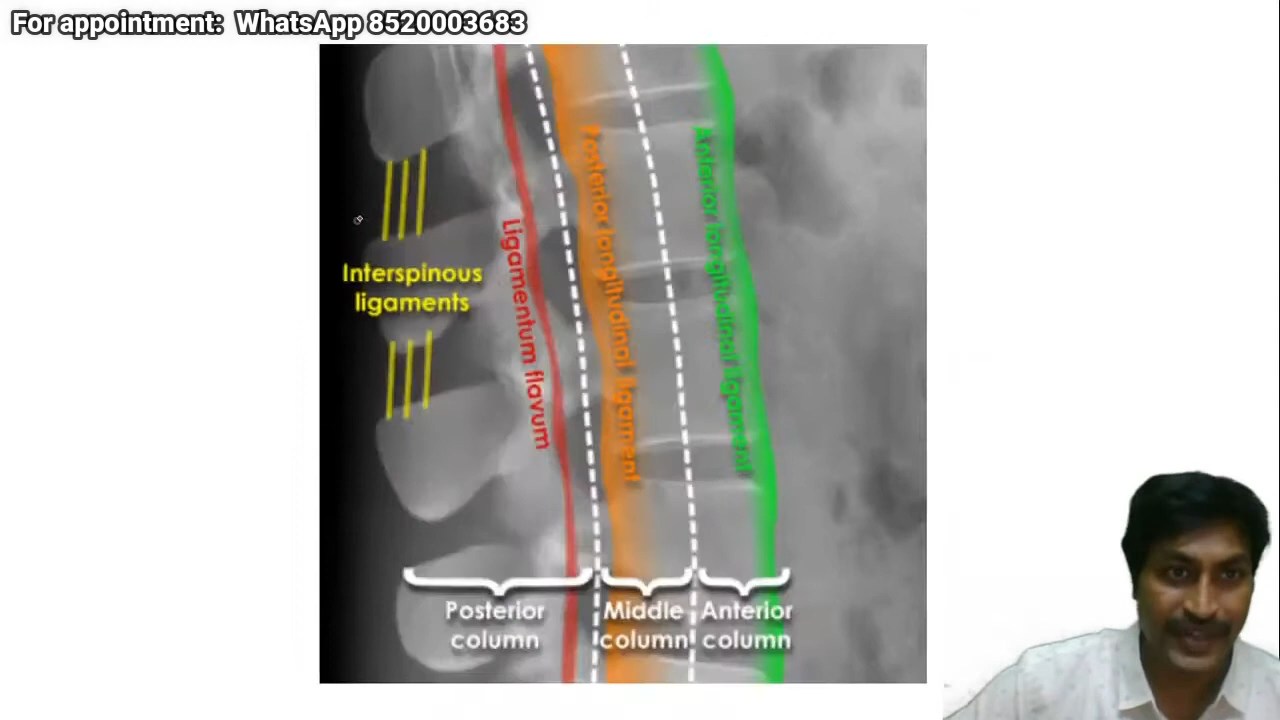 For appointment: WhatsApp 8520003683
Interspinous
ligaments
Ligamentum flavum
Posterior longitudinal ligament
Anterior longitudinal ligament
Posterior
column
Middle
column
Anterior
column